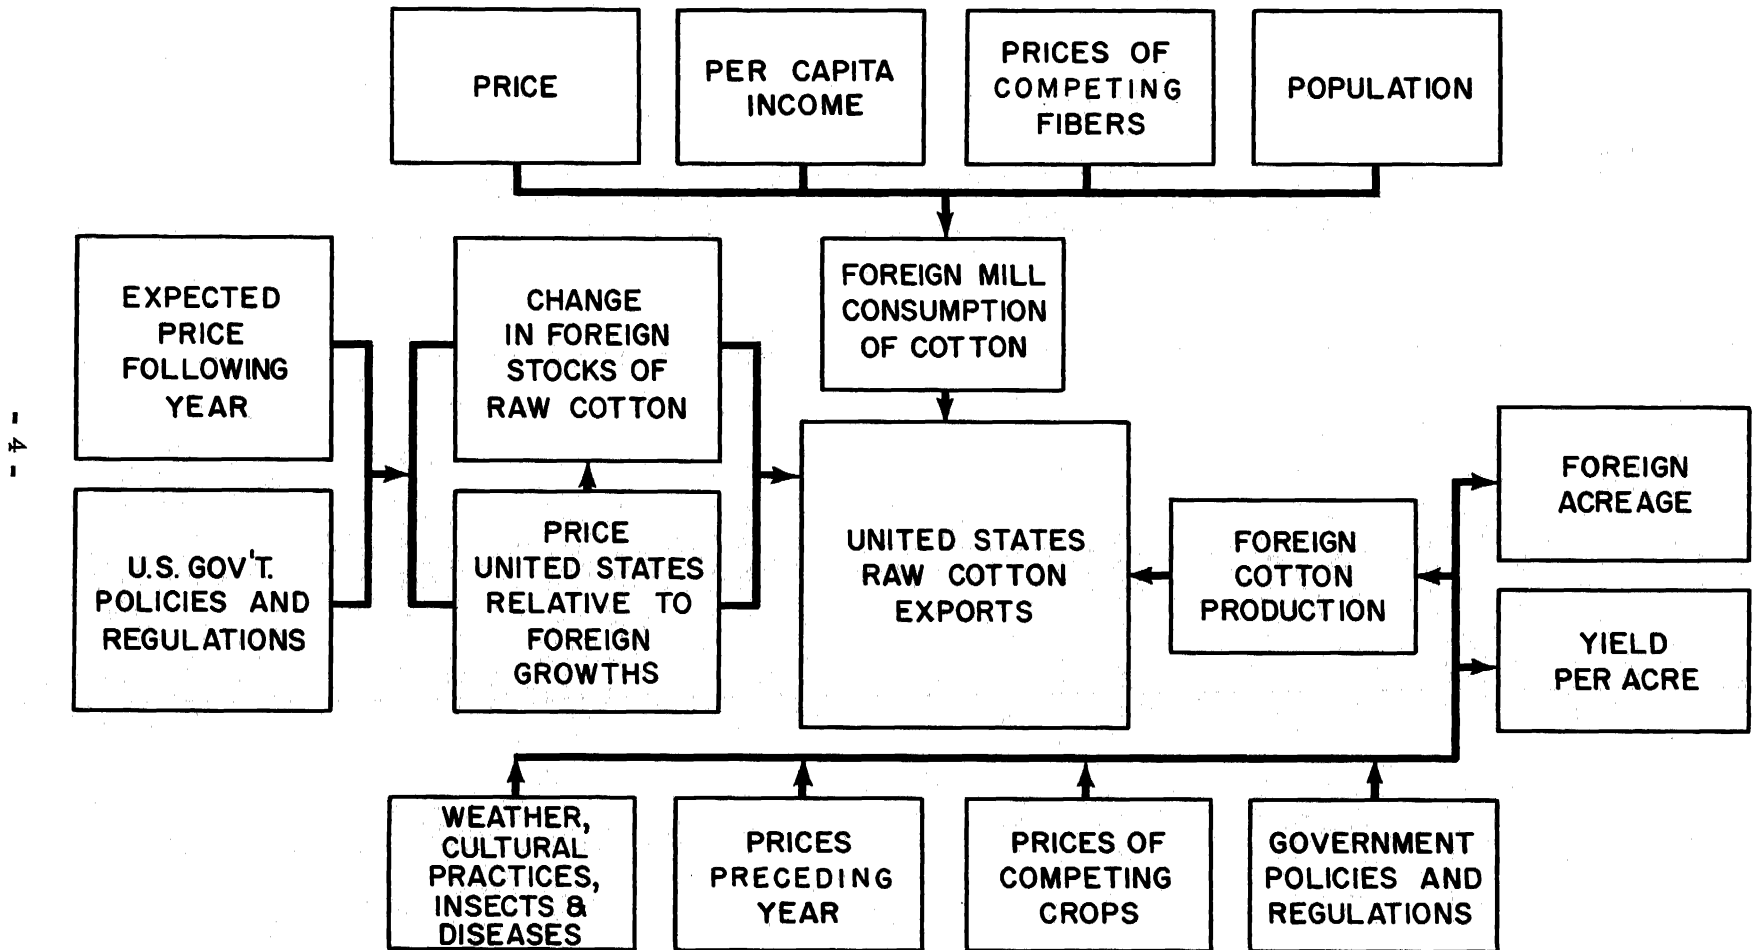 PRICE
PER CAPITA
INCOME
PRICES OF
COMPETING
FIBERS
POPULATION
EXPECTED
PRICE
FOLLOWING
YEAR
CHANGE
IN FOREIGN
STOCKS OF
RAW COTTON
FOREIGN MILL
CONSUMPTION
OF COTTON
- 4 -
U.S. GOV'T.
POLICIES AND
REGULATIONS
PRICE
UNITED STATES
RELATIVE TO
FOREIGN
GROWTHS
UNITED STATES
RAW COTTON
EXPORTS
FOREIGN
COTTON
PRODUCTION
FOREIGN
ACREAGE
YIELD
PER ACRE
WEATHER,
CULTURAL
PRACTICES,
INSECTS &
DISEASES
PRICES
PRECEDING
YEAR
PRICES OF
COMPETING
CROPS
GOVERNMENT
POLICIES AND
REGULATIONS